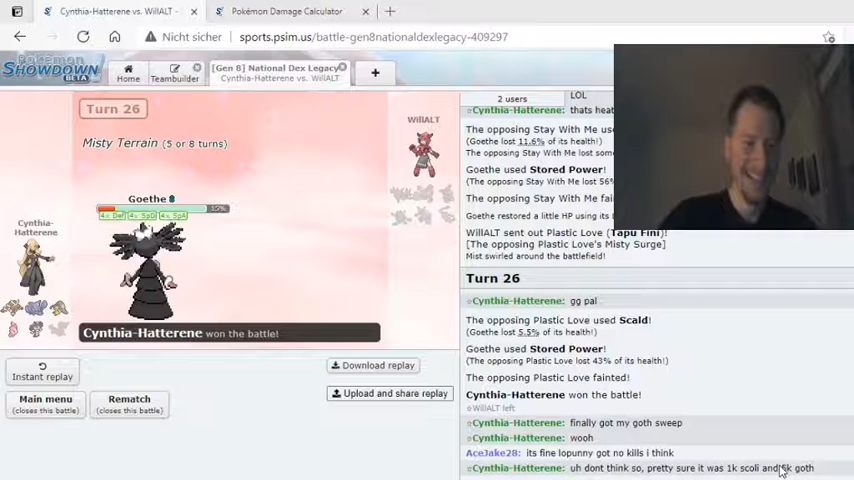 Cynthia-Hatterene vs. WillALT -
Pokémon Damage Calculator
Nicht sicher
sports.psim.us/battle-gen8nationaldexlegacy-409297
Pokémon
SHOWDOWN
BETA
Home
Teambuilder
[Gen 8] National Dex Legacy
Cynthia-Hatterene vs. WillALT
Turn 26
Misty Terrain (5 or 8 turns)
WillALT
Goethe
15%
4x Def 4x SpD 4x SpA
Cynthia-Hatterene
Cynthia-Hatterene won the battle!
Instant replay
Download replay
Upload and share replay
Main menu
(closes this battle)
Rematch
(closes this battle)
2 users
LOL
☆Cynthia-Hatterene:
The opposing Stay With Me
(Goethe lost 11.6% of its health!)
The opposing Stay With Me lost
Goethe used Stored Power!
(The opposing Stay With Me lost 56%
The opposing Stay With Me
Goethe restored a little HP using its
WillALT sent out Plastic Love (Tapu Fini)!
[The opposing Plastic Love's Misty Surge]
Mist swirled around the battlefield!
Turn 26
☆Cynthia-Hatterene: gg pal
The opposing Plastic Love used Scald!
(Goethe lost 5.5% of its health!)
Goethe used Stored Power!
(The opposing Plastic Love lost 43% of its health!)
The opposing Plastic Love fainted!
Cynthia-Hatterene won the battle!
☆WillALT left
☆Cynthia-Hatterene: finally got my goth sweep
☆Cynthia-Hatterene: wooh
AceJake28: its fine lopunny got no kills i think
☆Cynthia-Hatterene: uh dont think so, pretty sure it was 1k scoli and goth